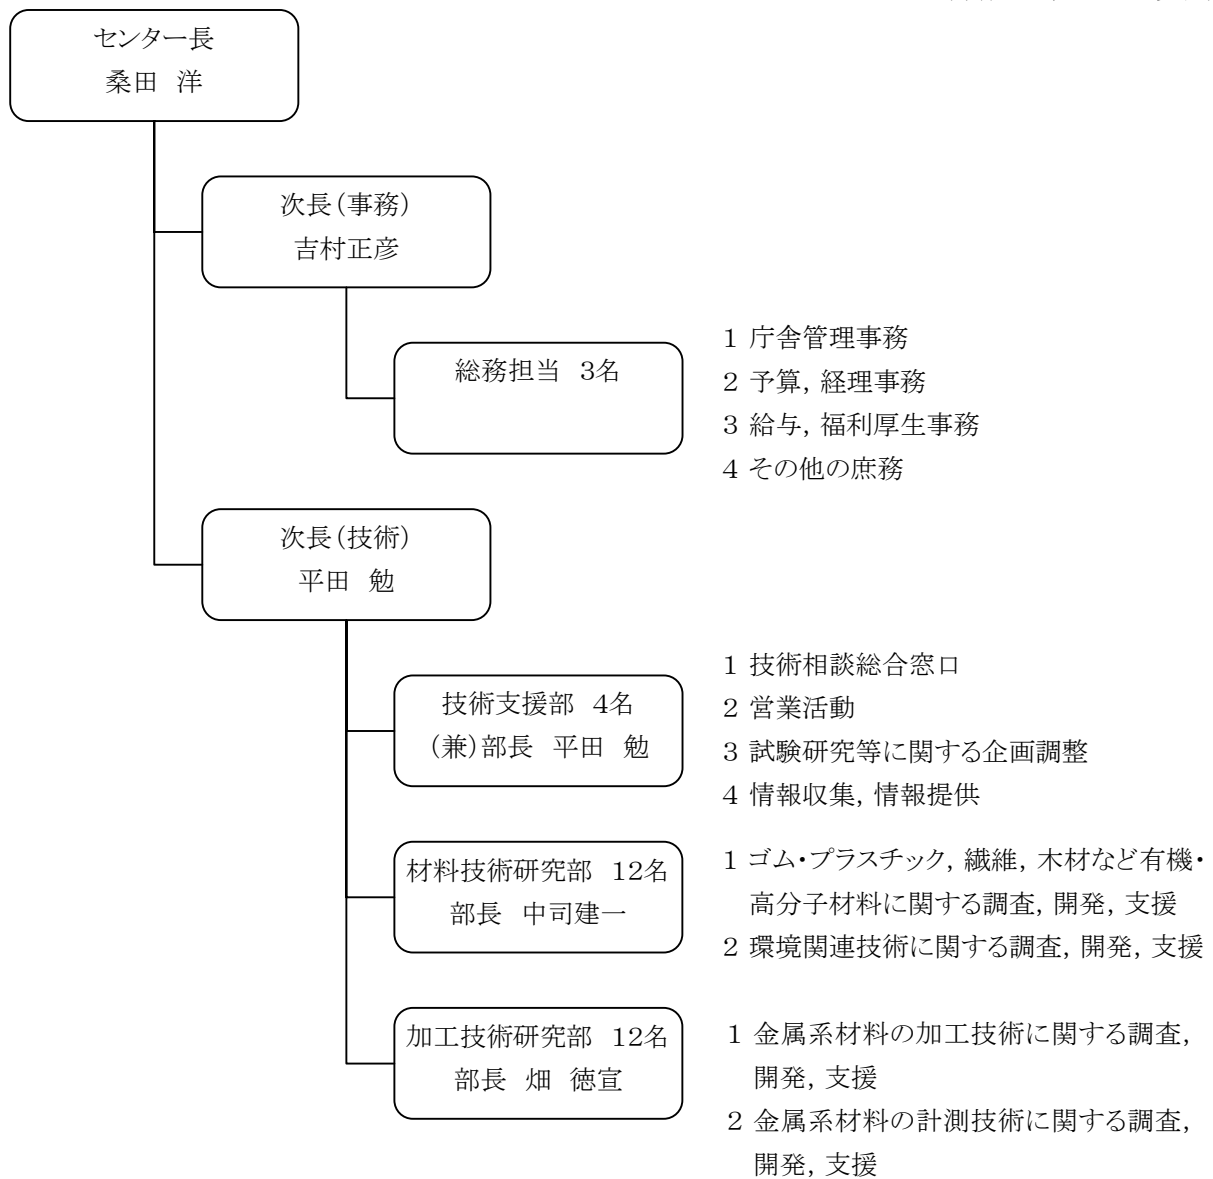 センター長
桑田 洋
次長(事務)
吉村正彦
総務担当 3名
1 庁舎管理事務
2 予算, 経理事務
3 給与, 福利厚生事務
4 その他の庶務
次長(技術)
平田 勉
技術支援部 4名
(兼)部長 平田 勉
1 技術相談総合窓口
2 営業活動
3 試験研究等に関する企画調整
4 情報収集, 情報提供
材料技術研究部 12名
部長 中司建一
1 ゴム・プラスチック, 繊維, 木材など有機・
高分子材料に関する調査, 開発, 支援
2 環境関連技術に関する調査, 開発, 支援
加工技術研究部 12名
部長 畑 徳宣
1 金属系材料の加工技術に関する調査,
開発, 支援
2 金属系材料の計測技術に関する調査,
開発, 支援